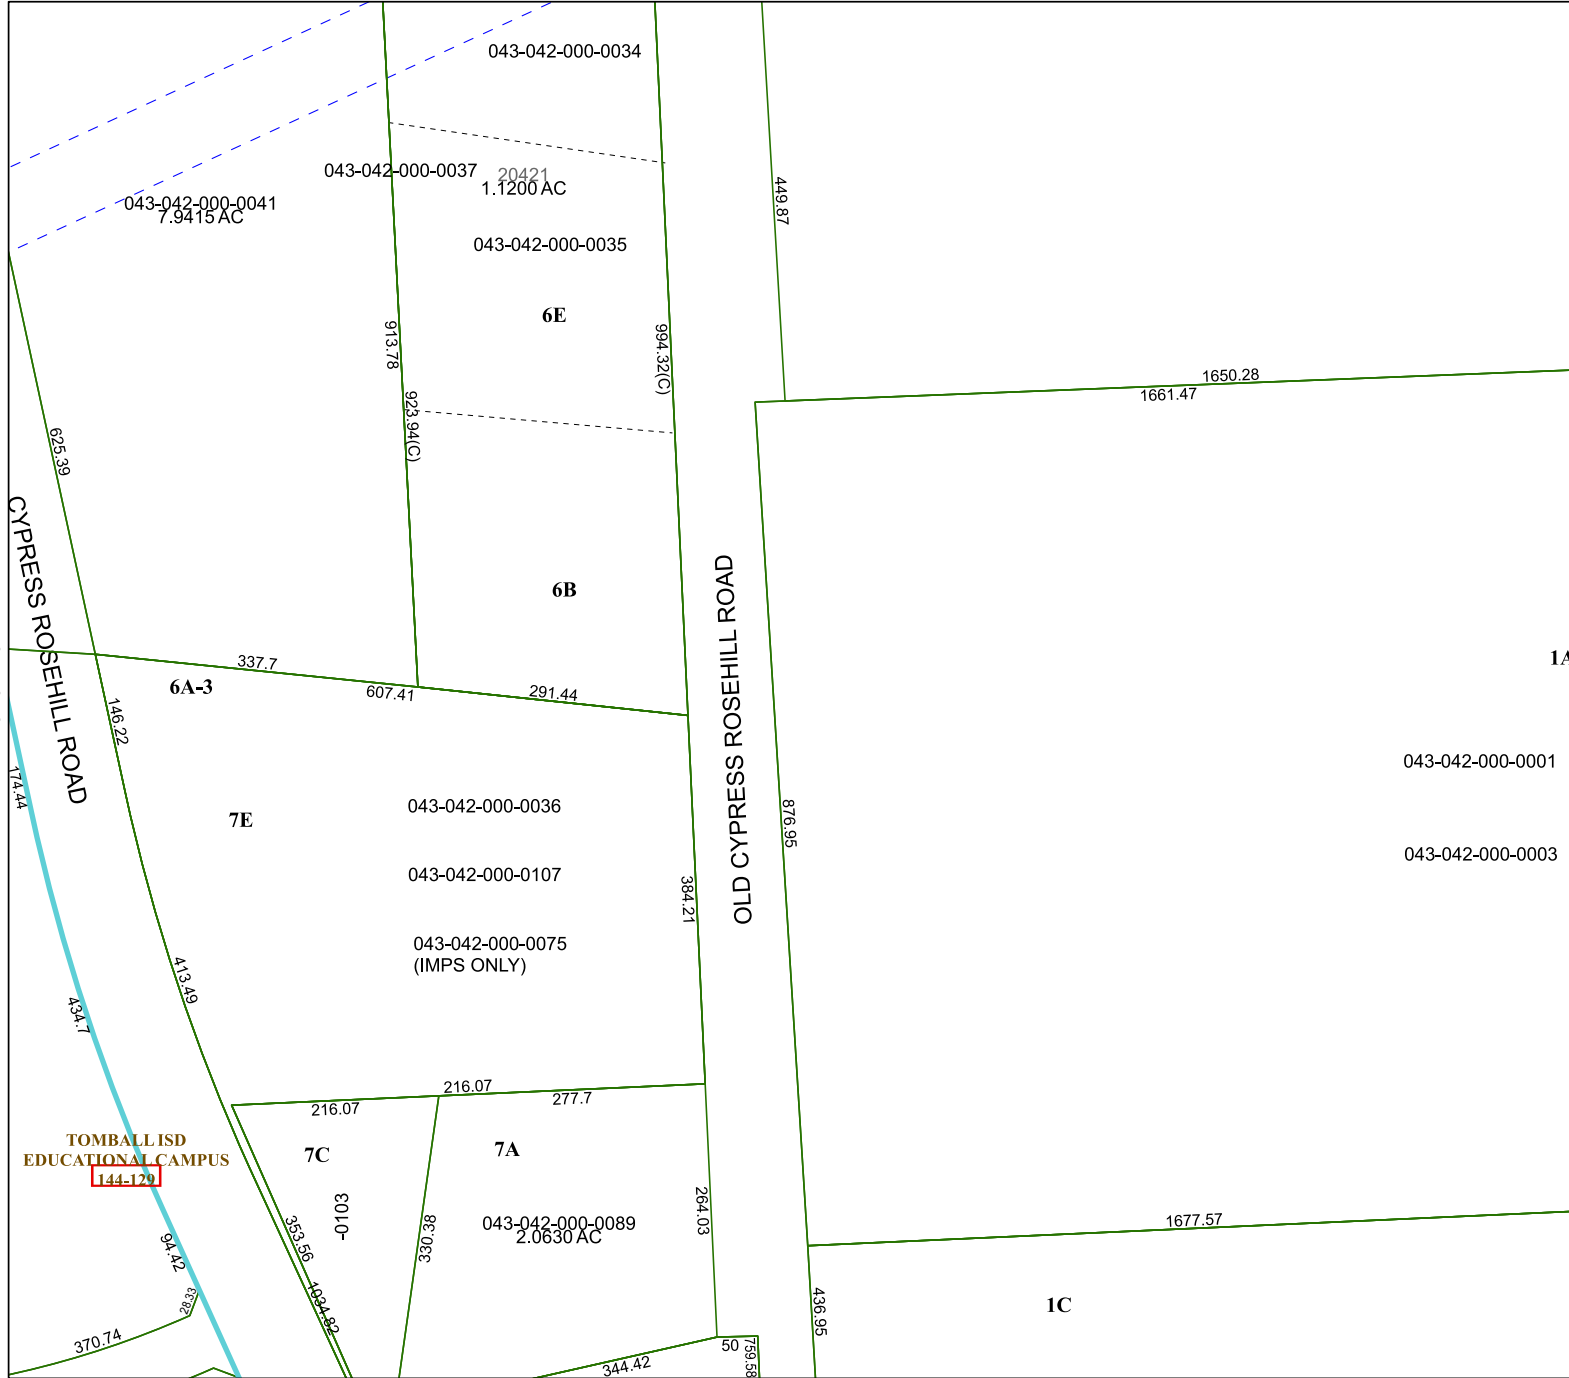 043-042-000-0034
043-042-000-0037
20421
1.1200 AC
043-042-000-0041
7.9415 AC
449.87
043-042-000-0035
6E
913.78
994.32(C)
1650.28
1661.47
923.94(C)
625.39
CYPRESS ROSEHILL ROAD
6B
OLD CYPRESS ROSEHILL ROAD
337.7
6A-3
607.41
291.44
146.22
174.44
043-042-000-0001
7E
043-042-000-0036
876.95
043-042-000-0003
043-042-000-0107
384.21
043-042-000-0075
(IMPS ONLY)
413.49
434.7
216.07
216.07
277.7
TOMBALL ISD
EDUCATIONAL CAMPUS
144-129
7C
7A
-0103
264.03
043-042-000-0089
2.0630 AC
353.56
330.38
1677.57
94.42
28.33
1034.82
436.95
1C
370.74
50
759.58
344.42